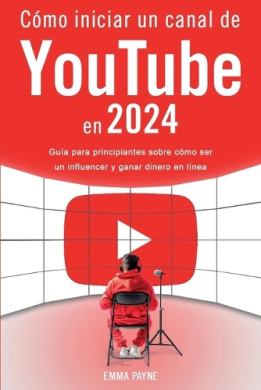 Cómo iniciar un canal de
YouTube
en 2024
Guía para principiantes sobre cómo ser
un influencer y ganar dinero en línea
EMMA PAYNE